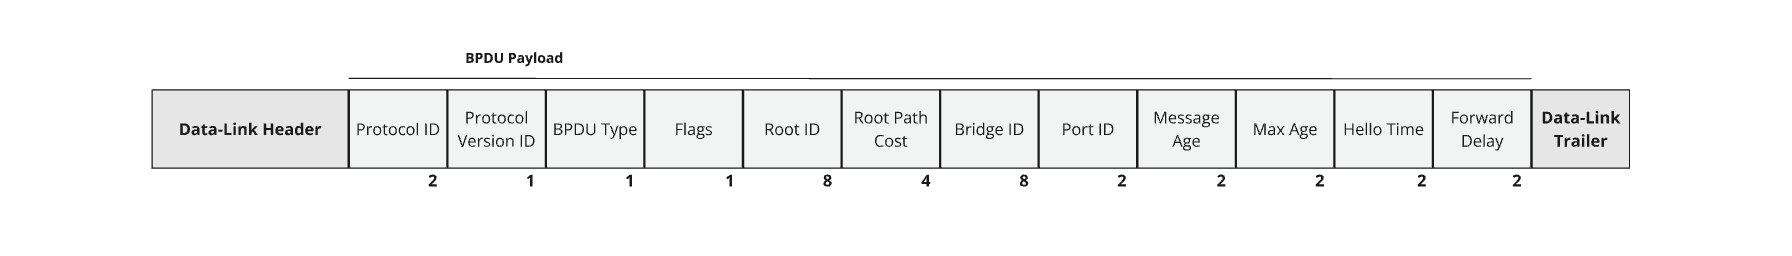 BPDU Payload
Data-Link Header
Protocol ID
Protocol
Version ID
BPDU Type
Flags
Root ID
Root Path
Cost
Bridge ID
Port ID
Message
Age
Max Age
Hello Time
Forward
Delay
Data-Link
Trailer
2
1
1
1
8
4
8
2
2
2
2
2